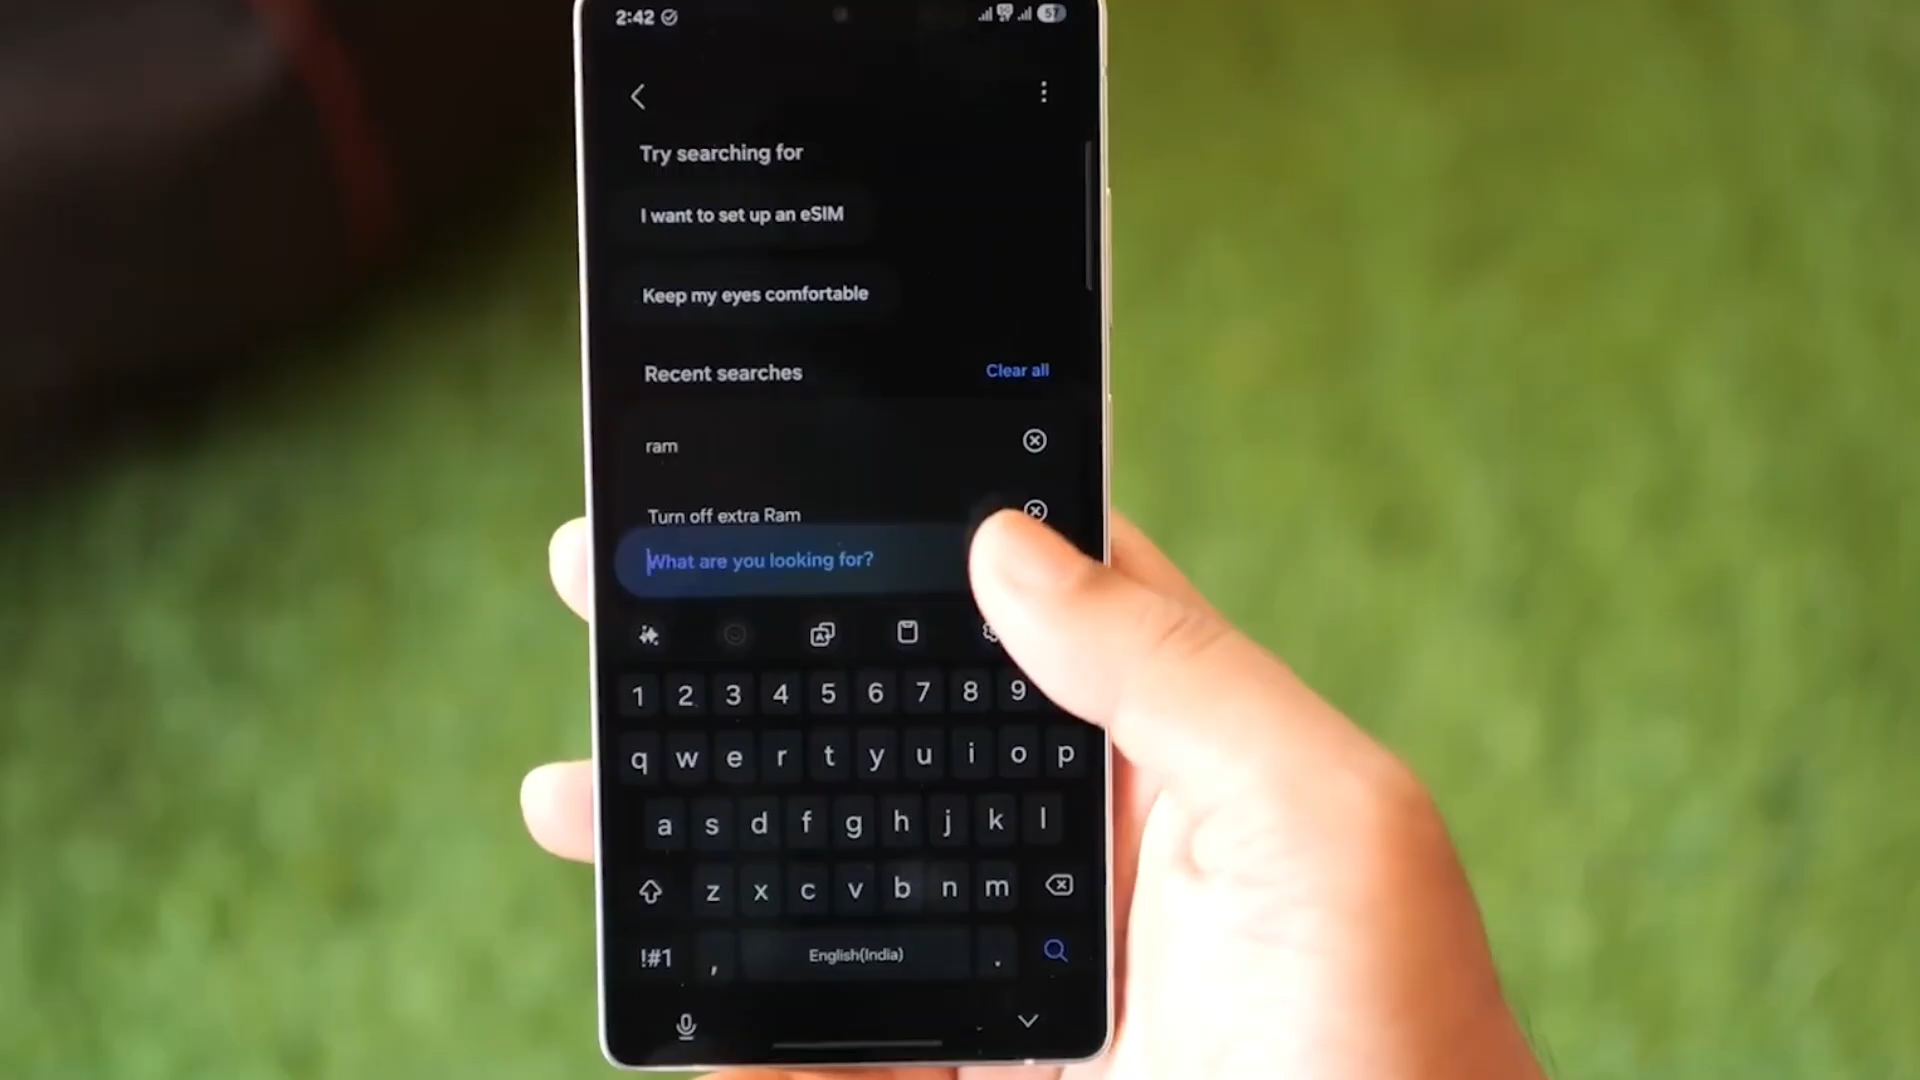 2:42 57
Try searching for
I want to set up an eSIM
Keep my eyes comfortable
Recent searches Clear all
ram
Turn off extra Ram
What are you looking for?
1 2 3 4 5 6 7 8 9
q w e r t y u i o p
a s d f g h j k l
z x c v b n m
!#1 , English(India) .